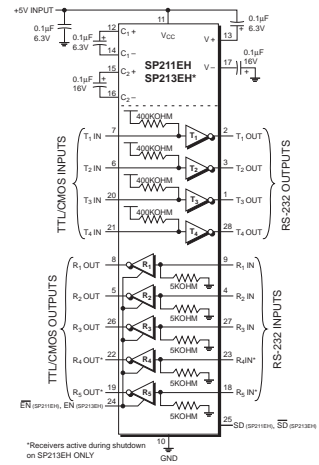 +5V INPUT
11
VCC
0.1µF
6.3V
0.1µF
6.3V
12
C1 +
14
C1 −
0.1µF
16V
15
C2 +
16
C2 −
SP211EH
SP213EH*
V +
13
0.1µF
6.3V
V −
17
0.1µF
16V
TTL/CMOS INPUTS
RS-232 OUTPUTS
T1 IN
7
400KOHM
T1
2
T1 OUT
T2 IN
6
400KOHM
T2
3
T2 OUT
T3 IN
20
400KOHM
T3
1
T3 OUT
T4 IN
21
400KOHM
T4
28
T4 OUT
TTL/CMOS OUTPUTS
RS-232 INPUTS
R1 OUT
8
R1
9
R1 IN
5KOHM
R2 OUT
5
R2
4
R2 IN
5KOHM
R3 OUT
26
R3
27
R3 IN
5KOHM
R4 OUT*
22
R4
23
R4IN*
5KOHM
R5 OUT*
19
R5
18
R5 IN*
5KOHM
EN (SP211EH), EN (SP213EH)
24
25
SD (SP211EH), SD (SP213EH)
10
GND
*Receivers active during shutdown
on SP213EH ONLY